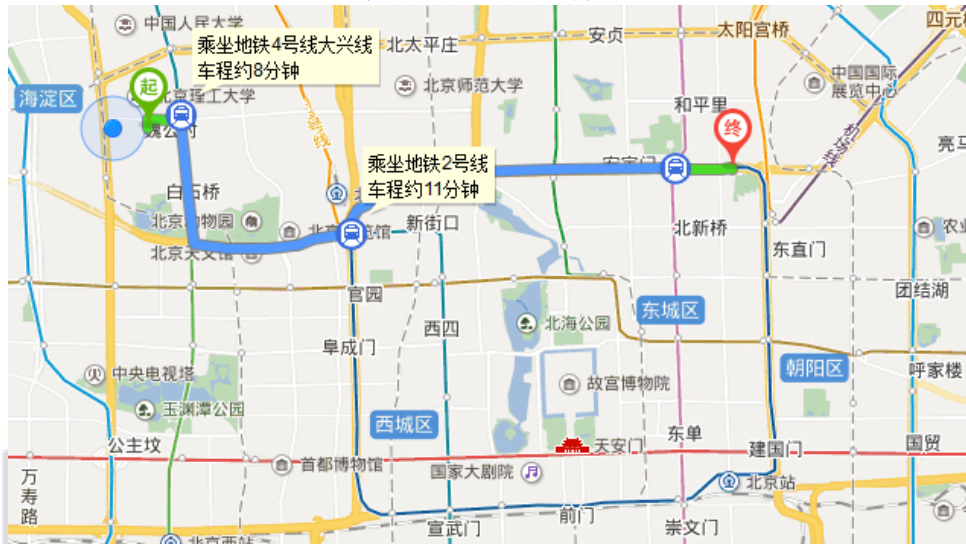 中国人民大学
太阳宫桥
四元
乘坐地铁4号线大兴线
车程约8分钟
北太平庄
安贞
中国国际
展览中心
海淀区
起
北京理工大学
北京师范大学
和平里
终
魏公村
号线
机场线
亮马
乘坐地铁2号线
车程约11分钟
安定门
白石桥
北京动物园
新街口
北新桥
农业
北京天文馆
东直门
官园
团结湖
东城区
西四
北海公园
阜成门
中央电视塔
故宫博物院
朝阳区
呼家楼
玉渊潭公园
西城区
公主坟
天安门
东单
建国门
国贸
首都博物馆
国家大剧院
北京站
万寿路
宣武门
前门
崇文门
北京西站